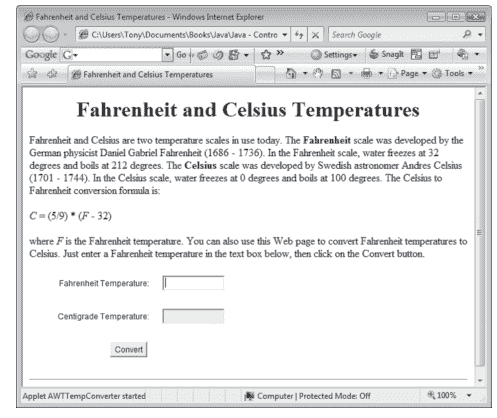 Fahrenheit and Celsius Temperatures - Windows Internet Explorer
C:\Users\Tony\Documents\Books\Java\Java - Contro
Search Google
Google
G
Go
Settings
Snagit
Fahrenheit and Celsius Temperatures
Page
Tools
Fahrenheit and Celsius Temperatures
Fahrenheit and Celsius are two temperature scales in use today. The Fahrenheit scale was developed by the
German physicist Daniel Gabriel Fahrenheit (1686 - 1736). In the Fahrenheit scale, water freezes at 32
degrees and boils at 212 degrees. The Celsius scale was developed by Swedish astronomer Andres Celsius
(1701 - 1744). In the Celsius scale, water freezes at 0 degrees and boils at 100 degrees. The Celsius to
Fahrenheit conversion formula is:
C = (5/9) * (F - 32)
where F is the Fahrenheit temperature. You can also use this Web page to convert Fahrenheit temperatures to
Celsius. Just enter a Fahrenheit temperature in the text box below, then click on the Convert button.
Fahrenheit Temperature:
Centigrade Temperature:
Convert
Applet AWTTempConverter started
Computer | Protected Mode: Off
100%